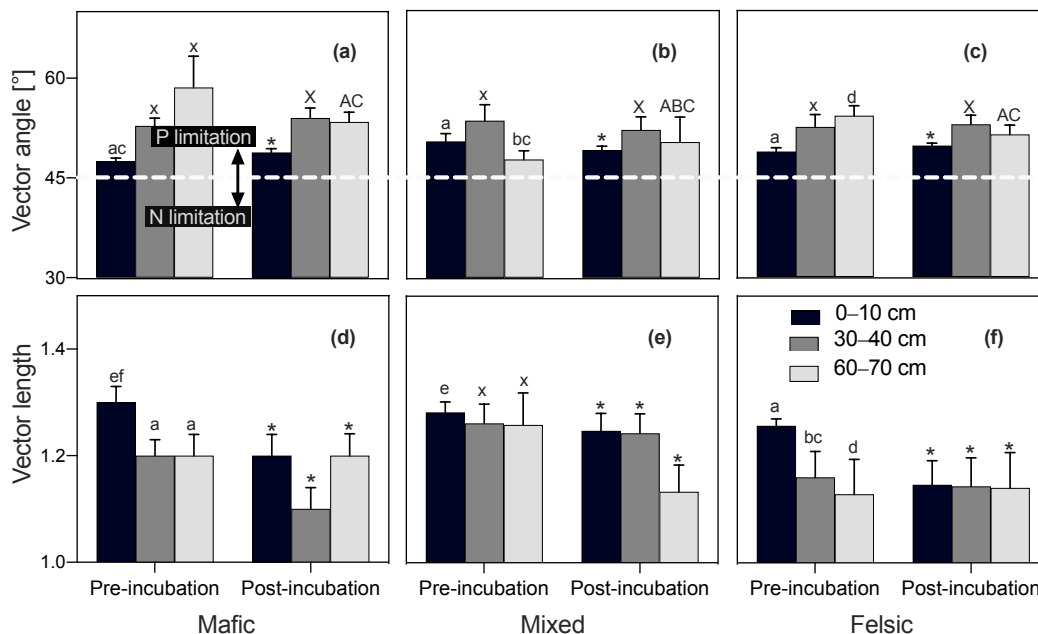 Vector angle [°]
60
45
30
(a)
ac
x
x
*
X
AC
P limitation
N limitation
(b)
a
x
bc
*
X
ABC
(c)
a
x
d
*
X
AC
Vector length
1.4
1.2
1.0
(d)
ef
a
a
*
*
*
(e)
e
x
x
*
*
*
0–10 cm
30–40 cm
60–70 cm
(f)
a
bc
d
*
*
*
Pre-incubation Post-incubation
Pre-incubation Post-incubation
Pre-incubation Post-incubation
Mafic
Mixed
Felsic